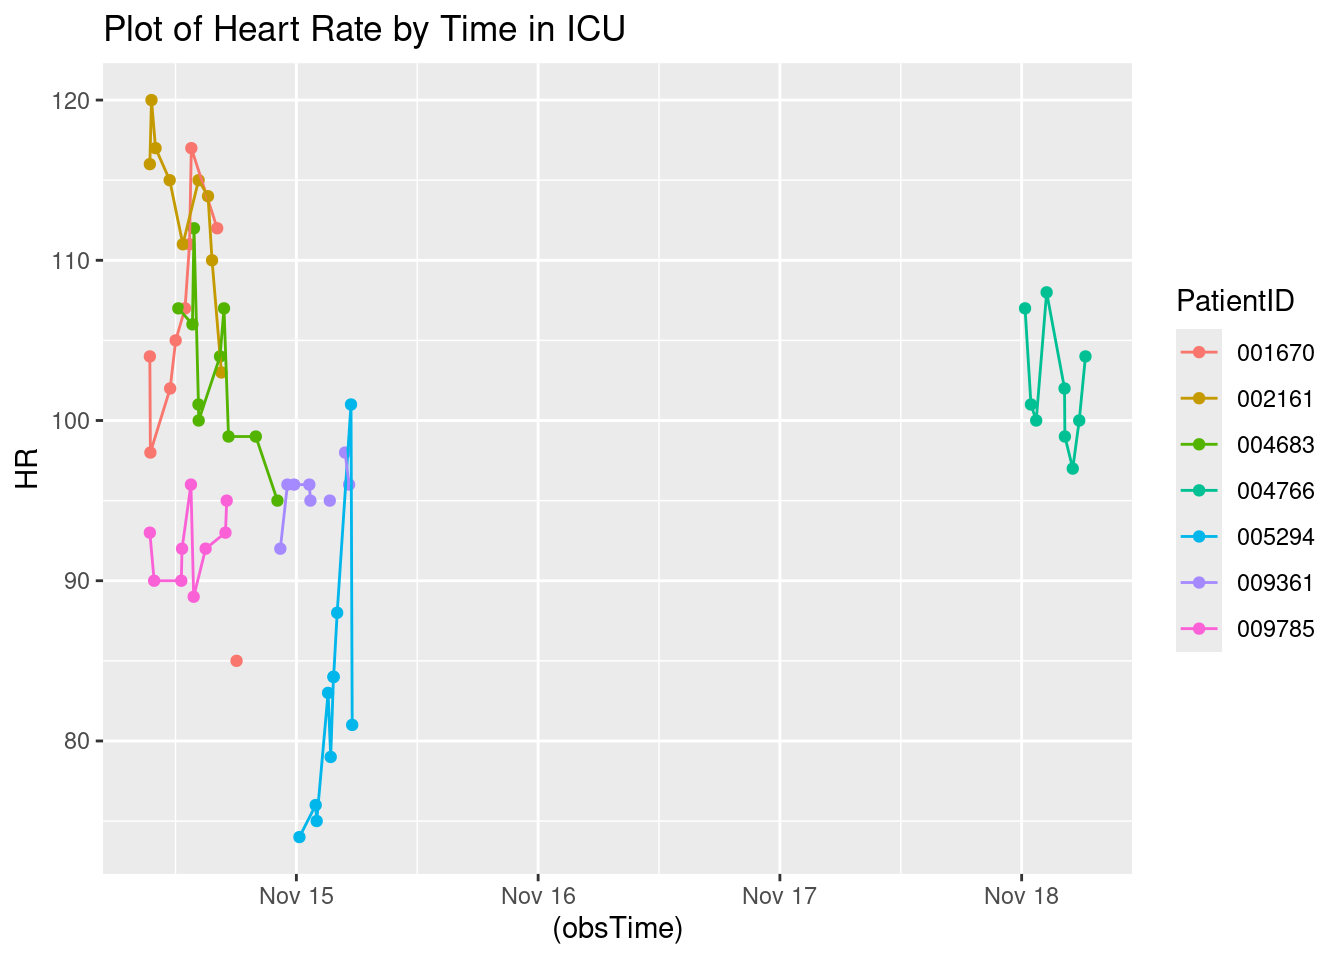 Plot of Heart Rate by Time in ICU
120
110
100
90
80
HR
Nov 15
Nov 16
Nov 17
Nov 18
(obsTime)
PatientID
001670
002161
004683
004766
005294
009361
009785